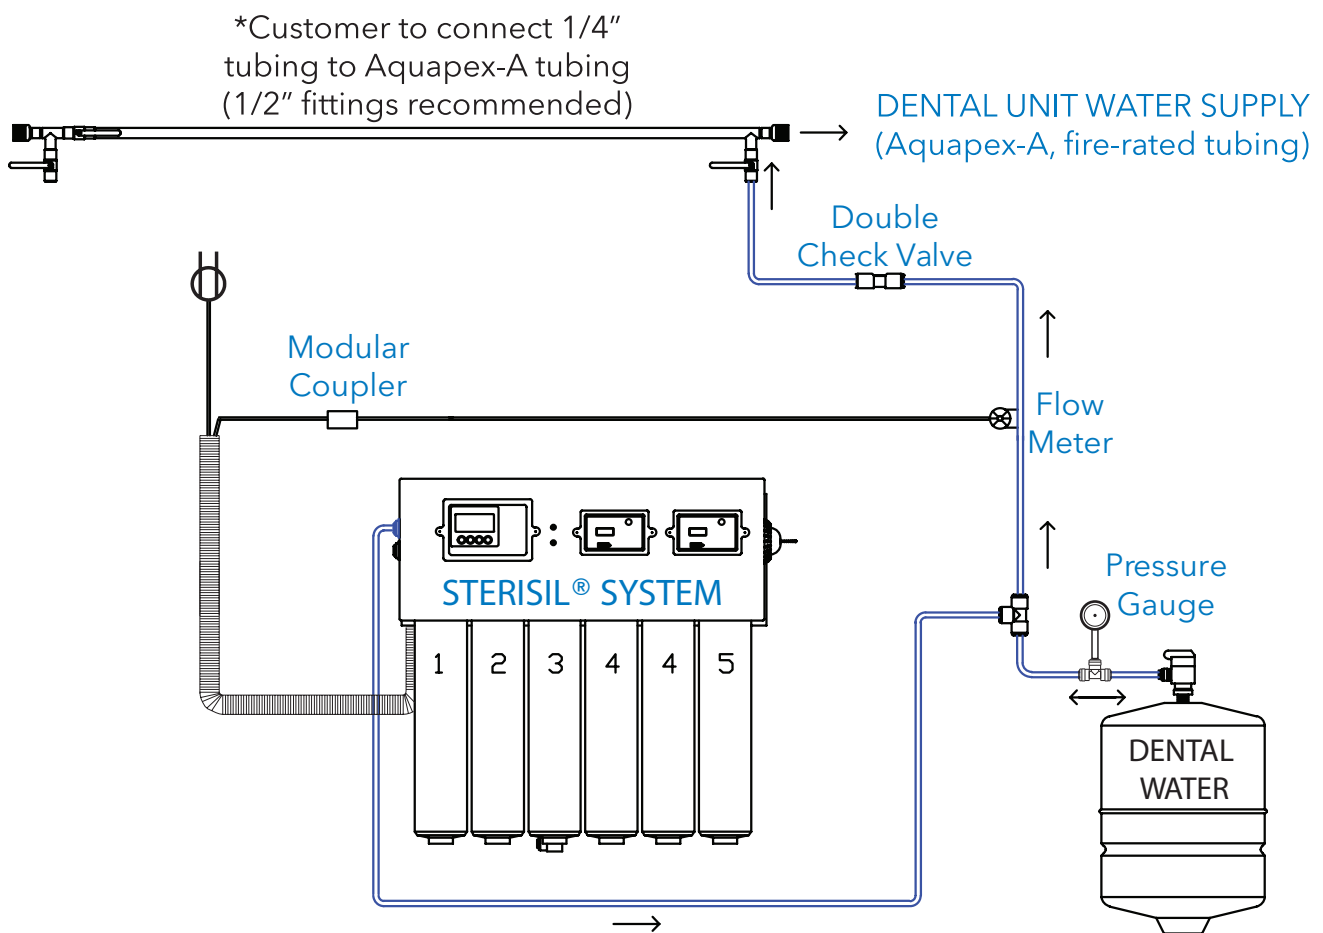 *Customer to connect 1/4”
tubing to Aquapex-A tubing
(1/2” fittings recommended)
DENTAL UNIT WATER SUPPLY
(Aquapex-A, fire-rated tubing)
Double
Check Valve
Modular
Coupler
Flow
Meter
STERISIL® SYSTEM
Pressure
Gauge
1 2 3 4 4 5
DENTAL
WATER